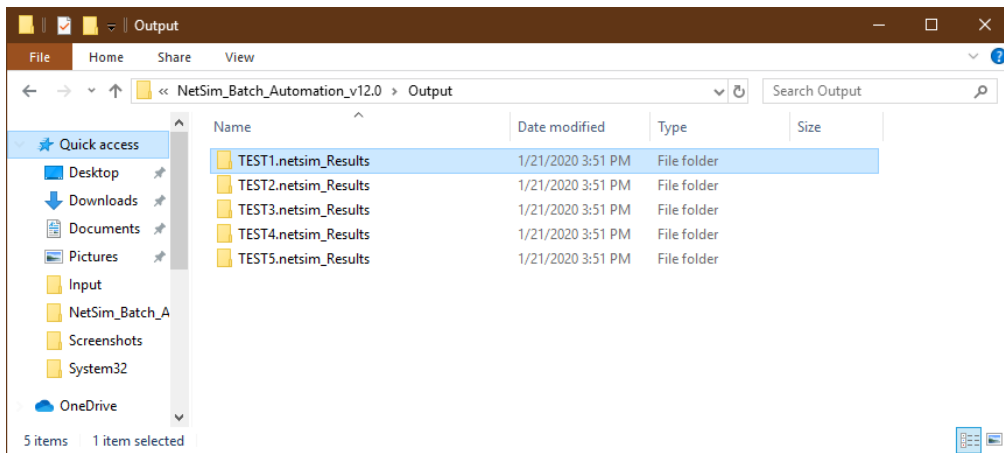 Output
File Home Share View
« NetSim_Batch_Automation_v12.0 > Output
Search Output
Name Date modified Type Size
Quick access
Desktop
Downloads
Documents
Pictures
Input
NetSim_Batch_A
Screenshots
System32
OneDrive
TEST1.netsim_Results 1/21/2020 3:51 PM File folder
TEST2.netsim_Results 1/21/2020 3:51 PM File folder
TEST3.netsim_Results 1/21/2020 3:51 PM File folder
TEST4.netsim_Results 1/21/2020 3:51 PM File folder
TEST5.netsim_Results 1/21/2020 3:51 PM File folder
5 items 1 item selected